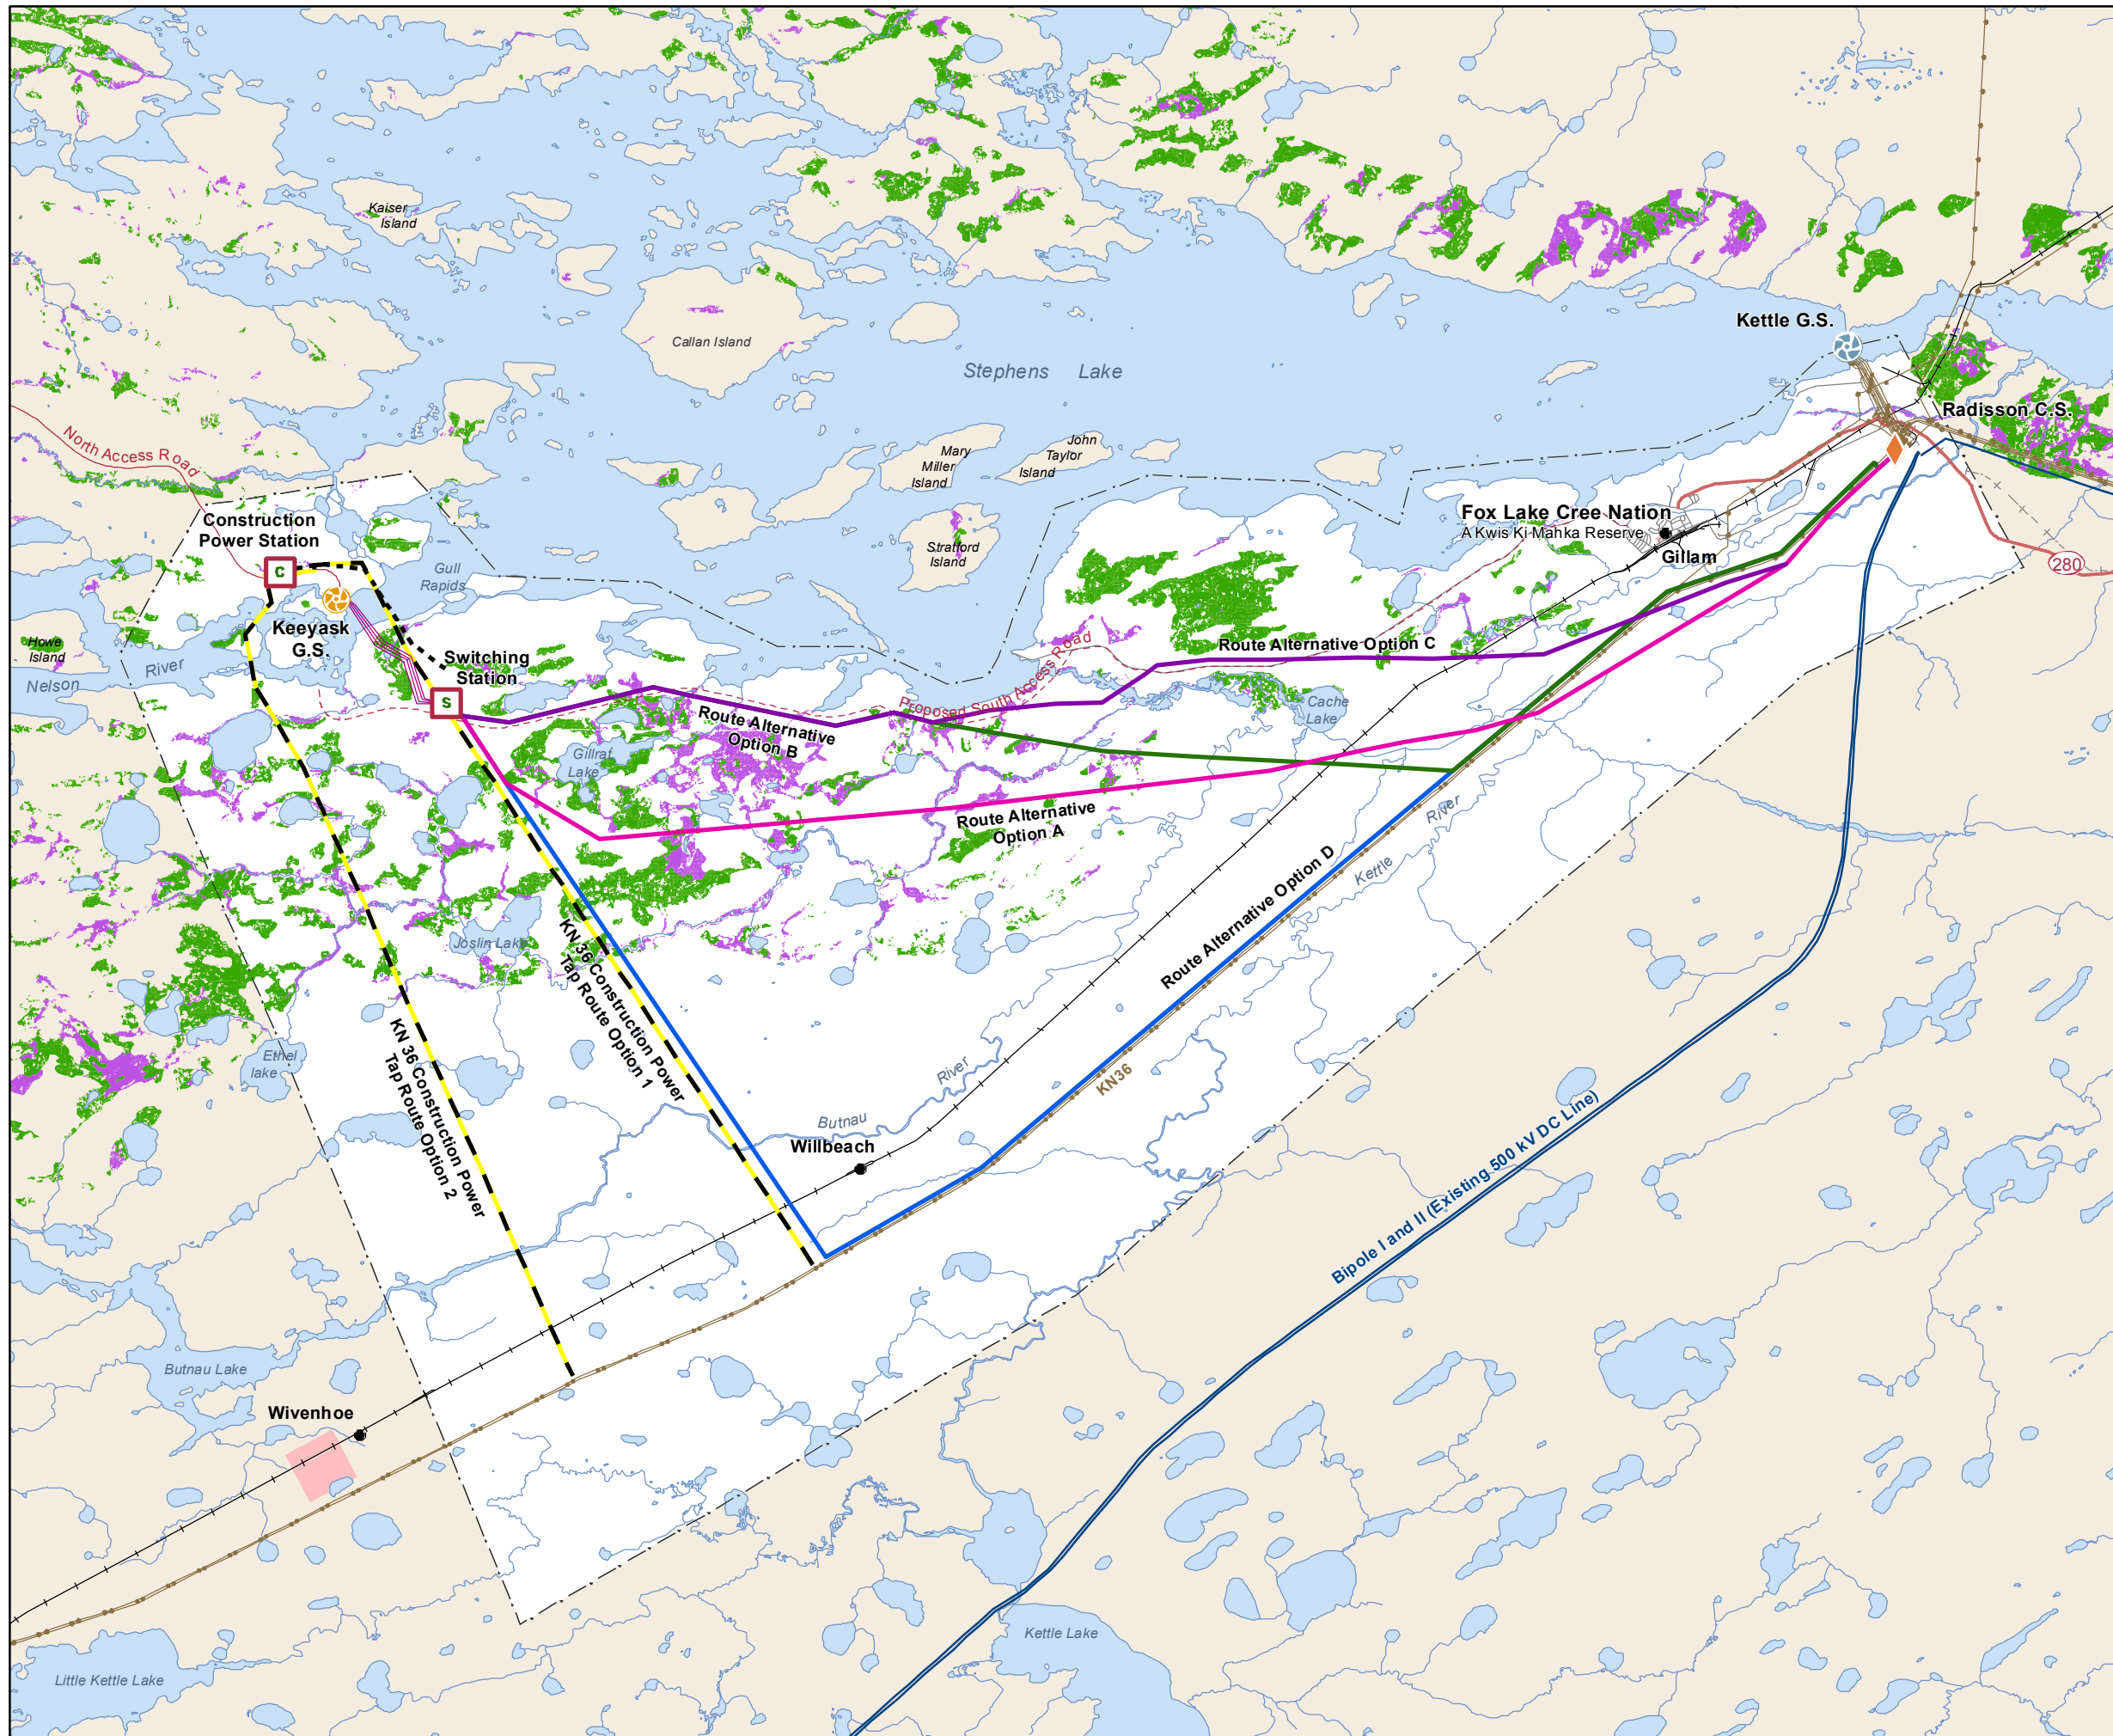 Kaiser
Island
Kettle G.S.
Callan Island
Stephens Lake
Radisson C.S.
North Access Road
Mary
Miller
Island
John
Taylor
Island
Construction
Power Station
C
Fox Lake Cree Nation
A Kwis Ki Mahka Reserve
Gillam
Stratford
Island
280
Gull
Rapids
Keeyask
G.S.
Howe
Island
River
Nelson
Switching
Station
S
Route Alternative Option C
Proposed South Access Road
Cache
Lake
Route Alternative
Option B
Gillraf
Lake
Route Alternative
Option A
River
Kettle
Route Alternative Option D
Joslin Lake
KN 36 Construction Power
Tap Route Option 1
KN 36 Construction Power
Tap Route Option 2
Ethel
lake
River
Butnau
KN36
Willbeach
Bipole I and II (Existing 500 kV DC Line)
Butnau Lake
Wivenhoe
Kettle Lake
Little Kettle Lake